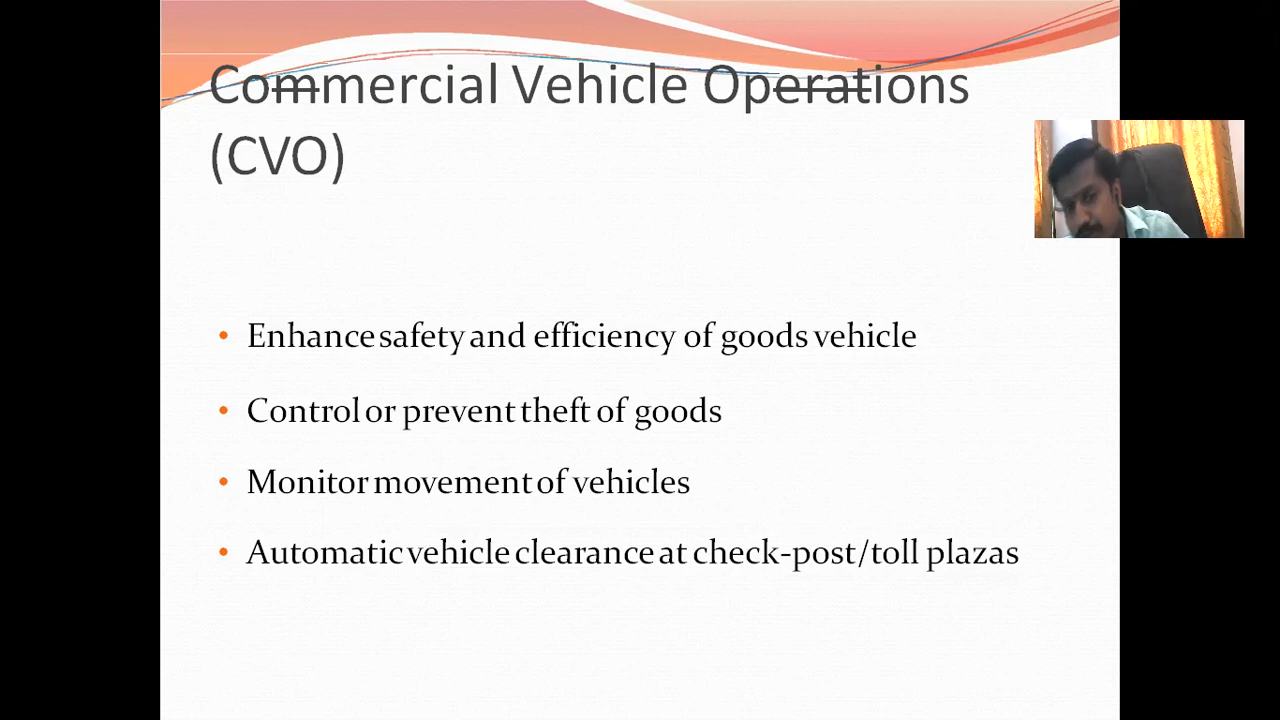 Commercial Vehicle Operations
(CVO)
• Enhance safety and efficiency of goods vehicle
• Control or prevent theft of goods
• Monitor movement of vehicles
• Automatic vehicle clearance at check-post/toll plazas